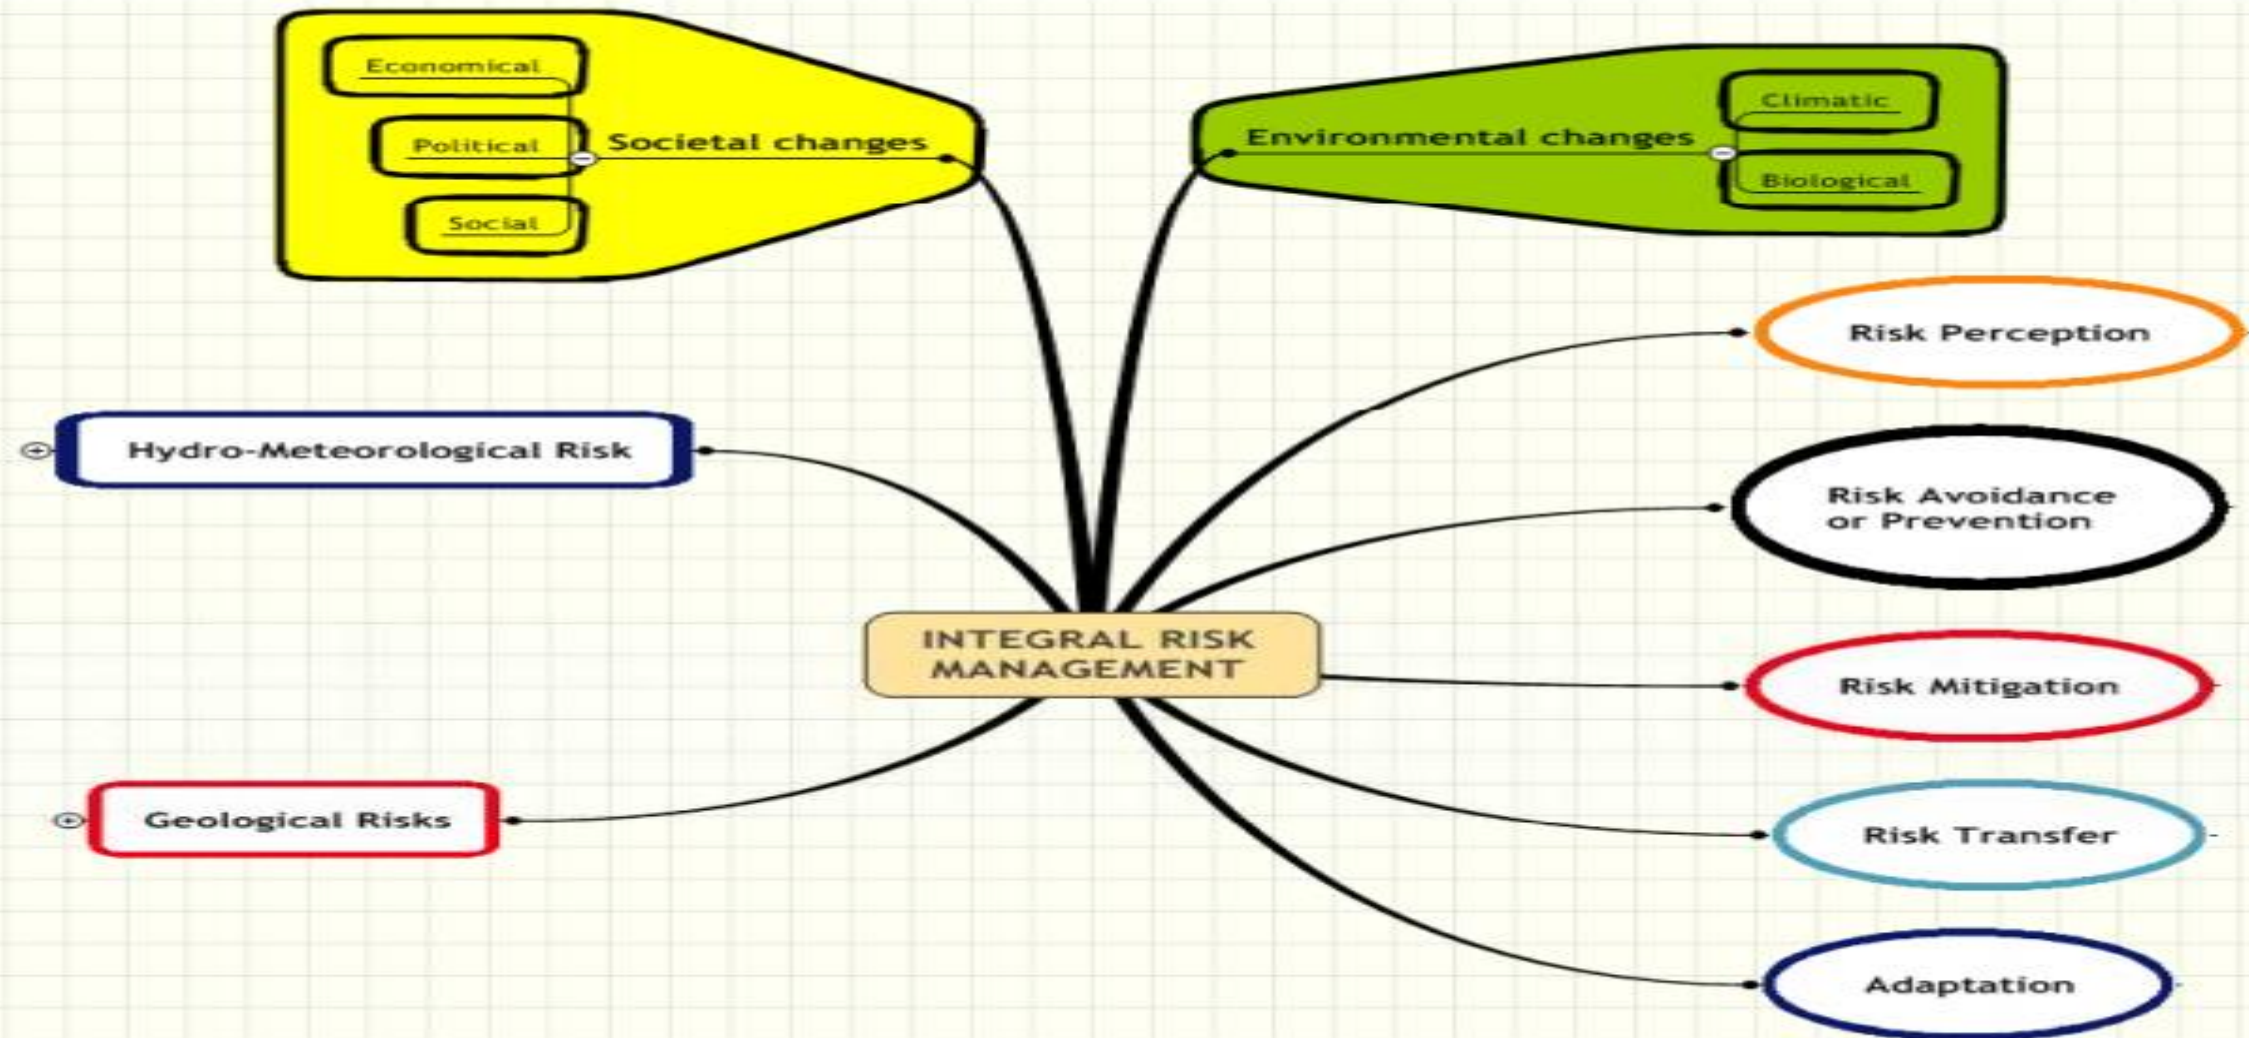 Economical
Political
Social
Societal changes
Environmental changes
Climatic
Biological
Risk Perception
Hydro-Meteorological Risk
Risk Avoidance
or Prevention
INTEGRAL RISK
MANAGEMENT
Risk Mitigation
Geological Risks
Risk Transfer
Adaptation